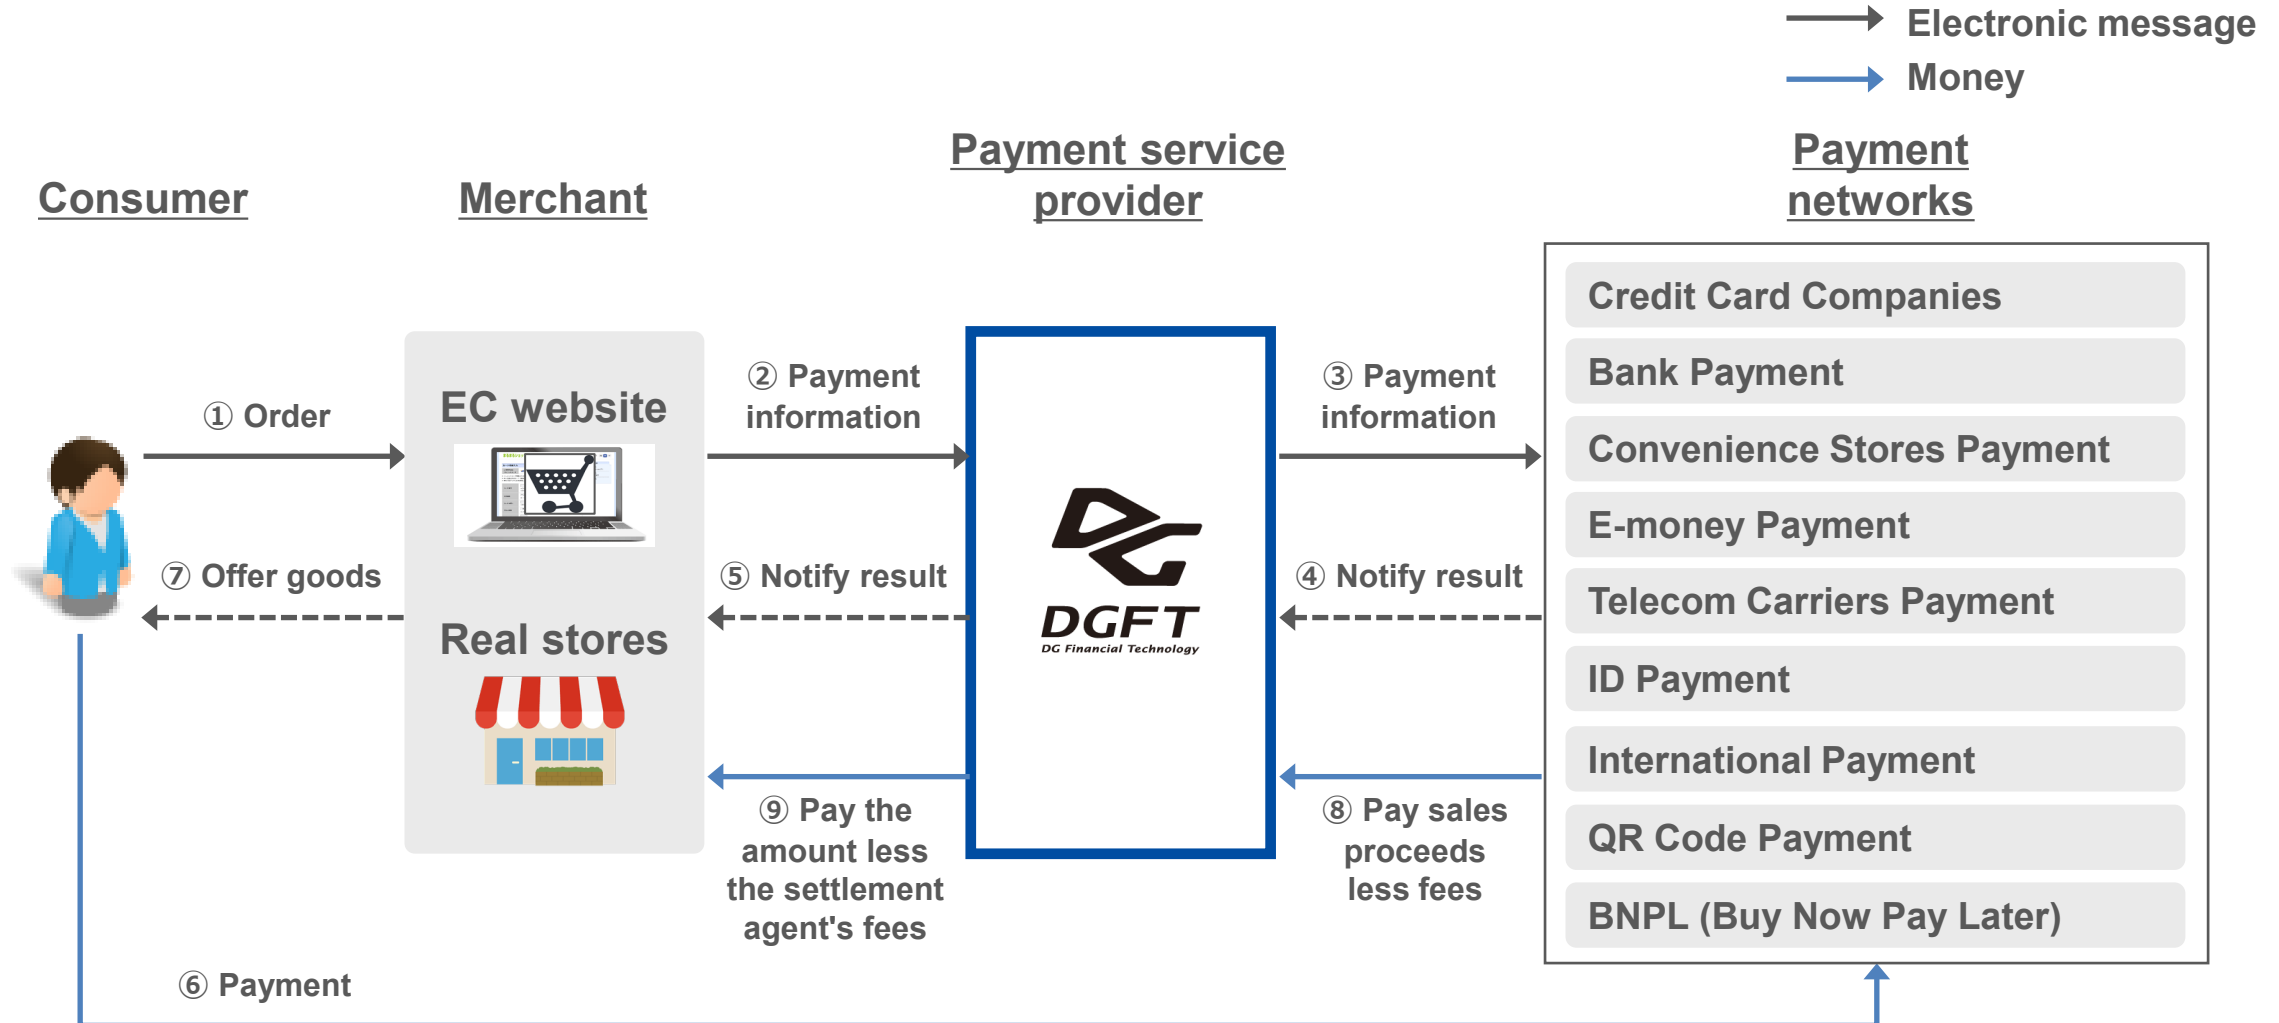 Electronic message
Money
Consumer
Merchant
Payment service
provider
Payment
networks
① Order
EC website
② Payment
information
③ Payment
information
⑦ Offer goods
⑤ Notify result
④ Notify result
Real stores
DGFT
DG Financial Technology
⑨ Pay the
amount less
the settlement
agent's fees
⑧ Pay sales
proceeds
less fees
⑥ Payment
Credit Card Companies
Bank Payment
Convenience Stores Payment
E-money Payment
Telecom Carriers Payment
ID Payment
International Payment
QR Code Payment
BNPL (Buy Now Pay Later)